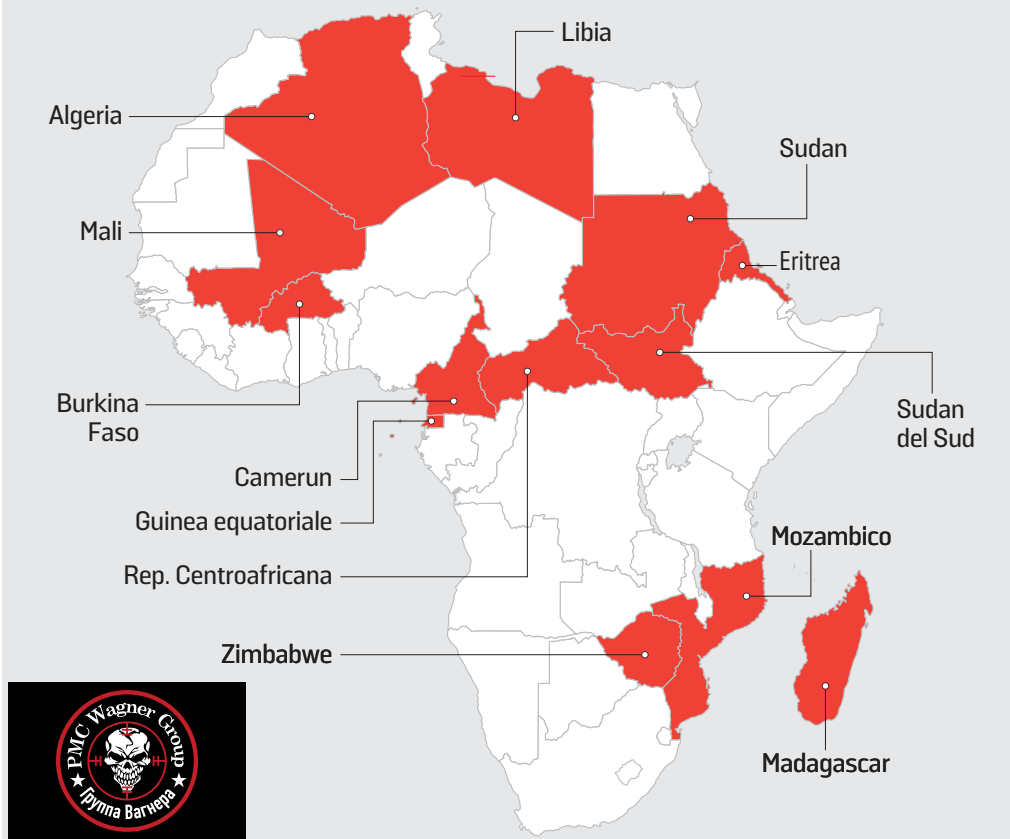 Libia
Algeria
Sudan
Mali
Eritrea
Burkina
Faso
Sudan
del Sud
Camerun
Guinea equatoriale
Mozambico
Rep. Centroafricana
Zimbabwe
Madagascar
PMC Wagner Group
Группа Вагнера